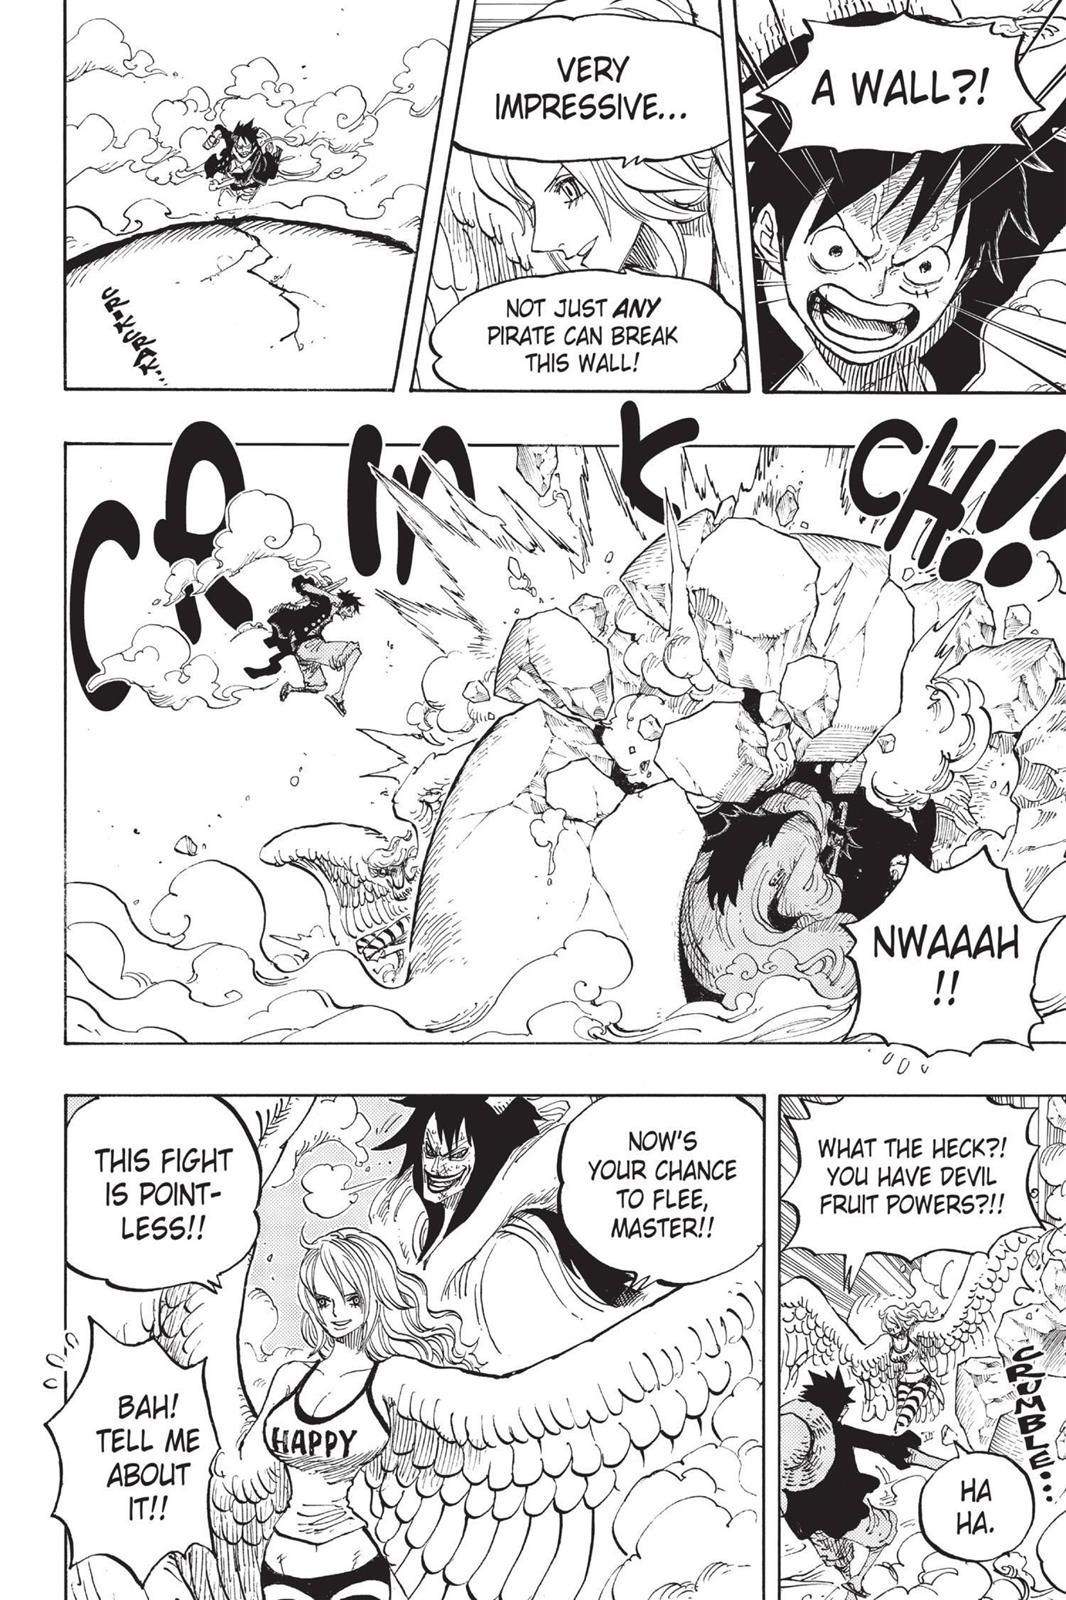 A WALL?!
VERY
IMPRESSIVE...
NOT JUST ANY
PIRATE CAN BREAK
THIS WALL!
CRIKCRAK...
CRINKCH!!
NWAAAH
!!
WHAT THE HECK?!
YOU HAVE DEVIL
FRUIT POWERS?!!
CRUMBLE...
HA
HA.
NOW'S
YOUR CHANCE
TO FLEE,
MASTER!!
THIS FIGHT
IS POINT-
LESS!!
HAPPY
BAH!
TELL ME
ABOUT
IT!!